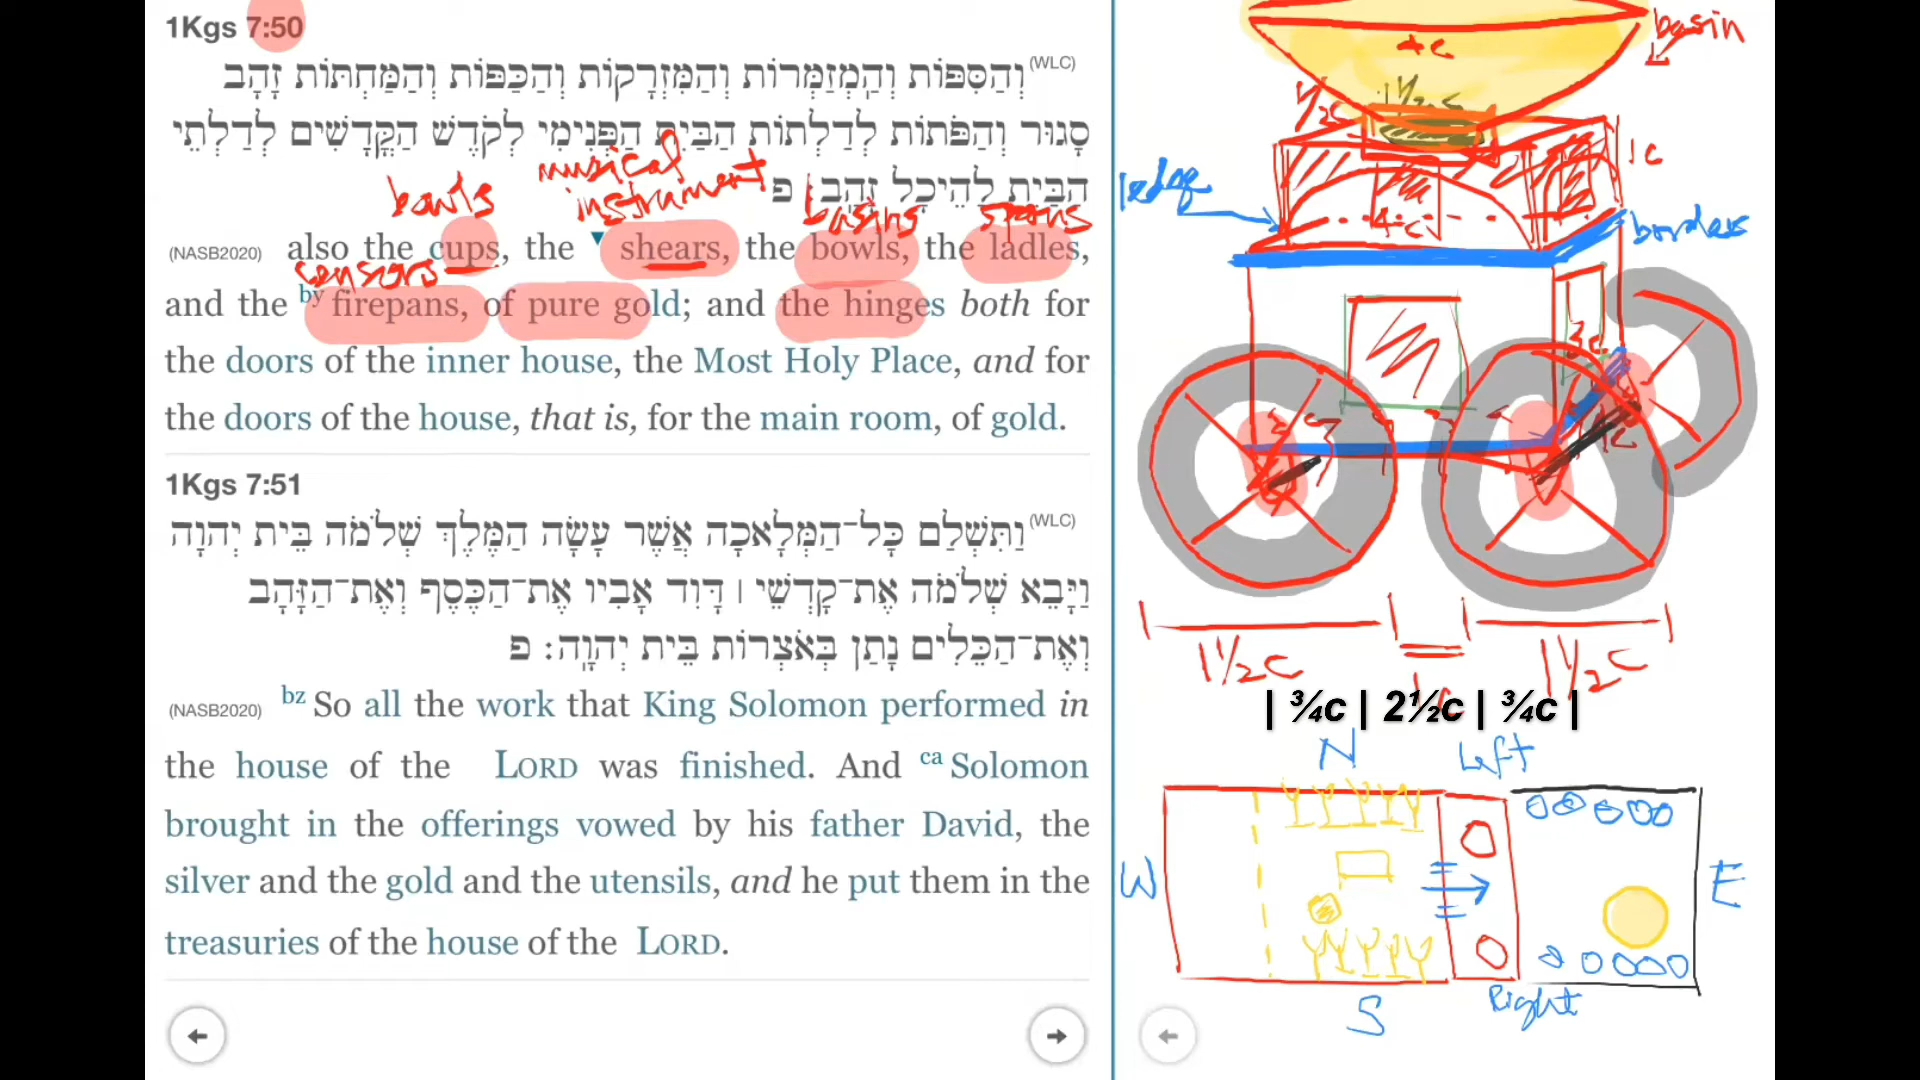 1Kgs 7:50
וְהַסִּפּוֹת וְהַֽמְזַמְּרוֹת וְהַמִּזְרָקוֹת וְהַכַּפּוֹת וְהַמַּחְתּוֹת זָהָב (WLC)
סָגוּר וְהַפֹּתוֹת לְדַלְתוֹת הַבַּיִת הַפְּנִימִי לְקֹדֶשׁ הַקֳּדָשִׁים לְדַלְתֵי
הַבַּיִת לַהֵיכָל זָהָב׃ פ
bowls musical instrument basins spoons
(NASB2020) also the cups, the shears, the bowls, the ladles,
censors
and the by firepans, of pure gold; and the hinges both for
the doors of the inner house, the Most Holy Place, and for
the doors of the house, that is, for the main room, of gold.
1Kgs 7:51
וַתִּשְׁלַם כָּל־הַמְּלָאכָה אֲשֶׁר עָשָׂה הַמֶּלֶךְ שְׁלֹמֹה בֵּית יְהוָה (WLC)
וַיָּבֵא שְׁלֹמֹה אֶת־קָדְשֵׁי ׀ דָּוִד אָבִיו אֶת־הַכֶּסֶף וְאֶת־הַזָּהָב
וְאֶת־הַכֵּלִים נָתַן בְּאֹצְרוֹת בֵּית יְהוָה׃ פ
(NASB2020) bz So all the work that King Solomon performed in
the house of the LORD was finished. And ca Solomon
brought in the offerings vowed by his father David, the
silver and the gold and the utensils, and he put them in the
treasuries of the house of the LORD.
basin
4c
1½c
½c
1c
ledge
4c
borders
3c
1½c
1½c
| ¾c | 2½c | ¾c |
N
Left
W
E
S
Right